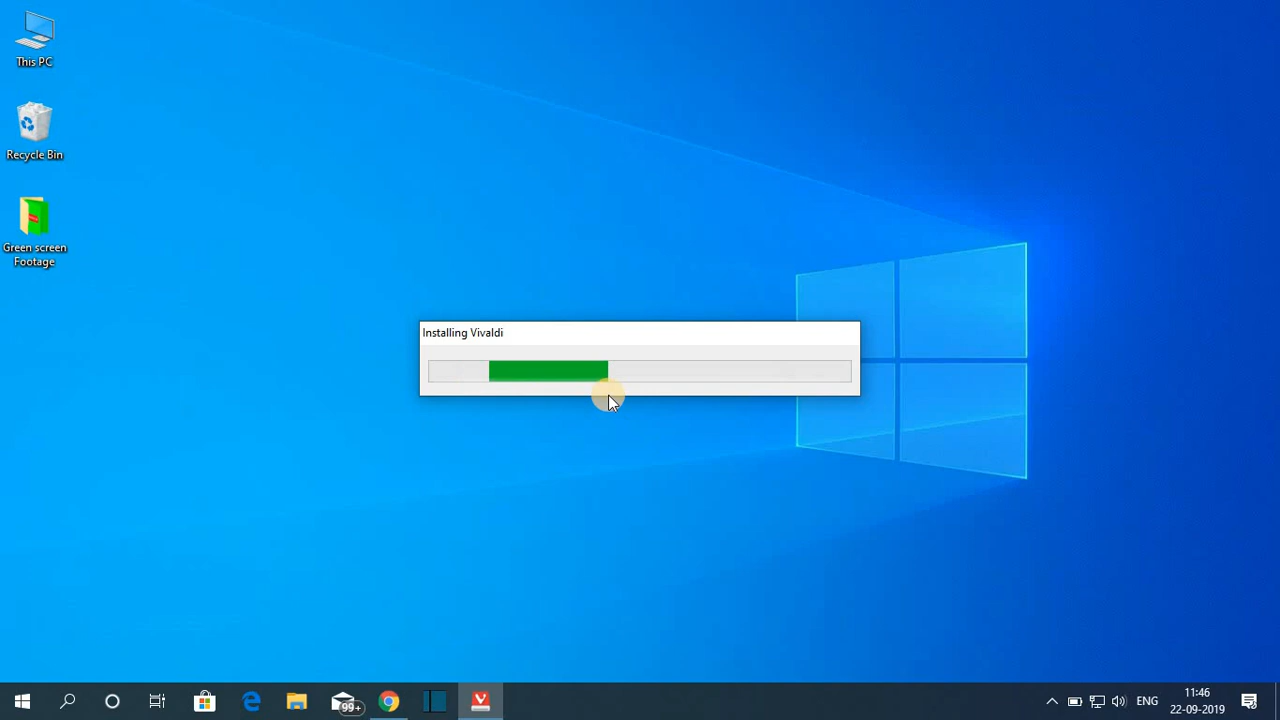 This PC
Recycle Bin
Green screen
Footage
Installing Vivaldi
99+
ENG
11:46
22-09-2019